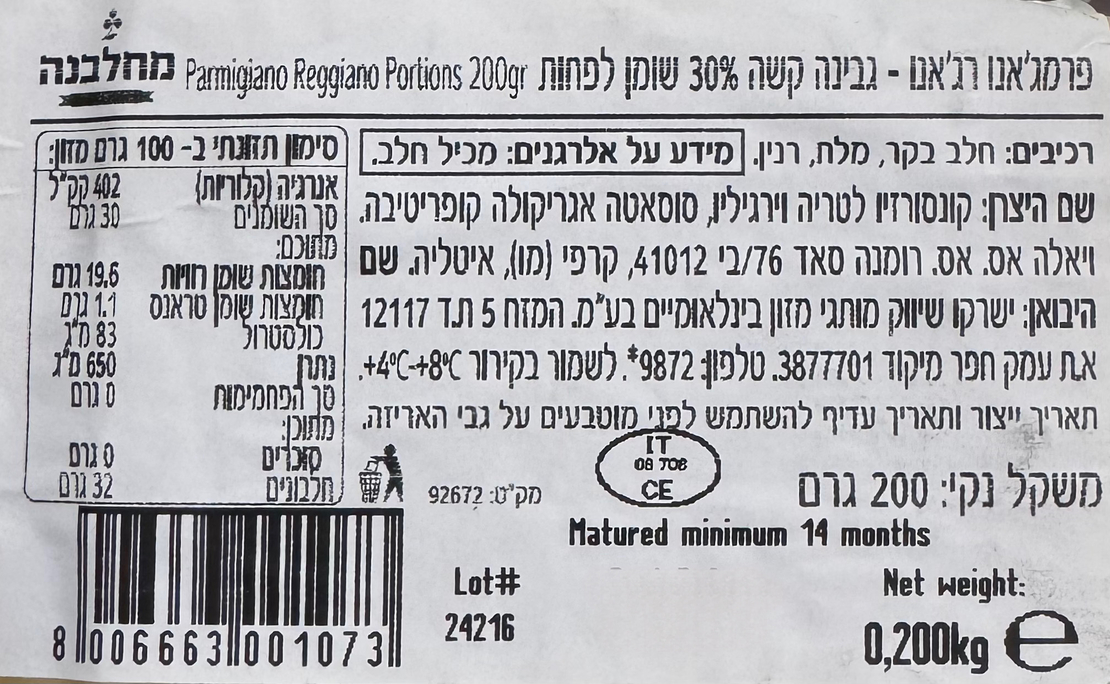 מחלבנה
פרמג'אנו רג'אנו - גבינה קשה 30% שומן לפחות Parmigiano Reggiano Portions 200gr
רכיבים: חלב בקר, מלח, רנין. מידע על אלרגנים: מכיל חלב.
שם היצרן: קונסורזיו לטריה וירגיליו, סוסאטה אגריקולה קופריטיבה.
ויאלה אס. אס. רומנה סאד 76/בי 41012, קרפי (מו), איטליה. שם
היבואן: ישרקו שיווק מותגי מזון בינלאומיים בע"מ. המזח 5 ת.ד 12117
א.ת עמק חפר מיקוד 3877701. טלפון: 9872*. לשמור בקירור +4°C-+8°C.
תאריך ייצור ותאריך עדיף להשתמש לפני מוטבעים על גבי האריזה.
סימון תזונתי ב- 100 גרם מזון:
אנרגיה (קלוריות) 402 קק"ל
סך השומנים 30 גרם
מתוכם:
חומצות שומן רוויות 19.6 גרם
חומצות שומן טראנס 1.1 גרם
כולסטרול 83 מ"ג
נתרן 650 מ"ג
סך הפחמימות 0 גרם
מתוכן:
סוכרים 0 גרם
חלבונים 32 גרם
משקל נקי: 200 גרם
IT
08 708
CE
מק"ט: 92672
Matured minimum 14 months
Lot#
24216
Net weight:
0,200kg e
8 006663 001073